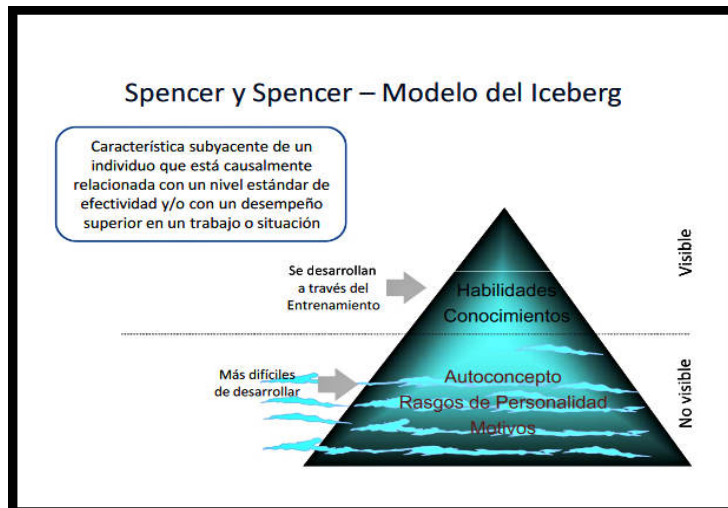 Spencer y Spencer – Modelo del Iceberg
Característica subyacente de un
individuo que está causalmente
relacionada con un nivel estándar de
efectividad y/o con un desempeño
superior en un trabajo o situación
Se desarrollan
a través del
Entrenamiento
Habilidades
Conocimientos
Visible
Más difíciles
de desarrollar
Autoconcepto
Rasgos de Personalidad
Motivos
No visible